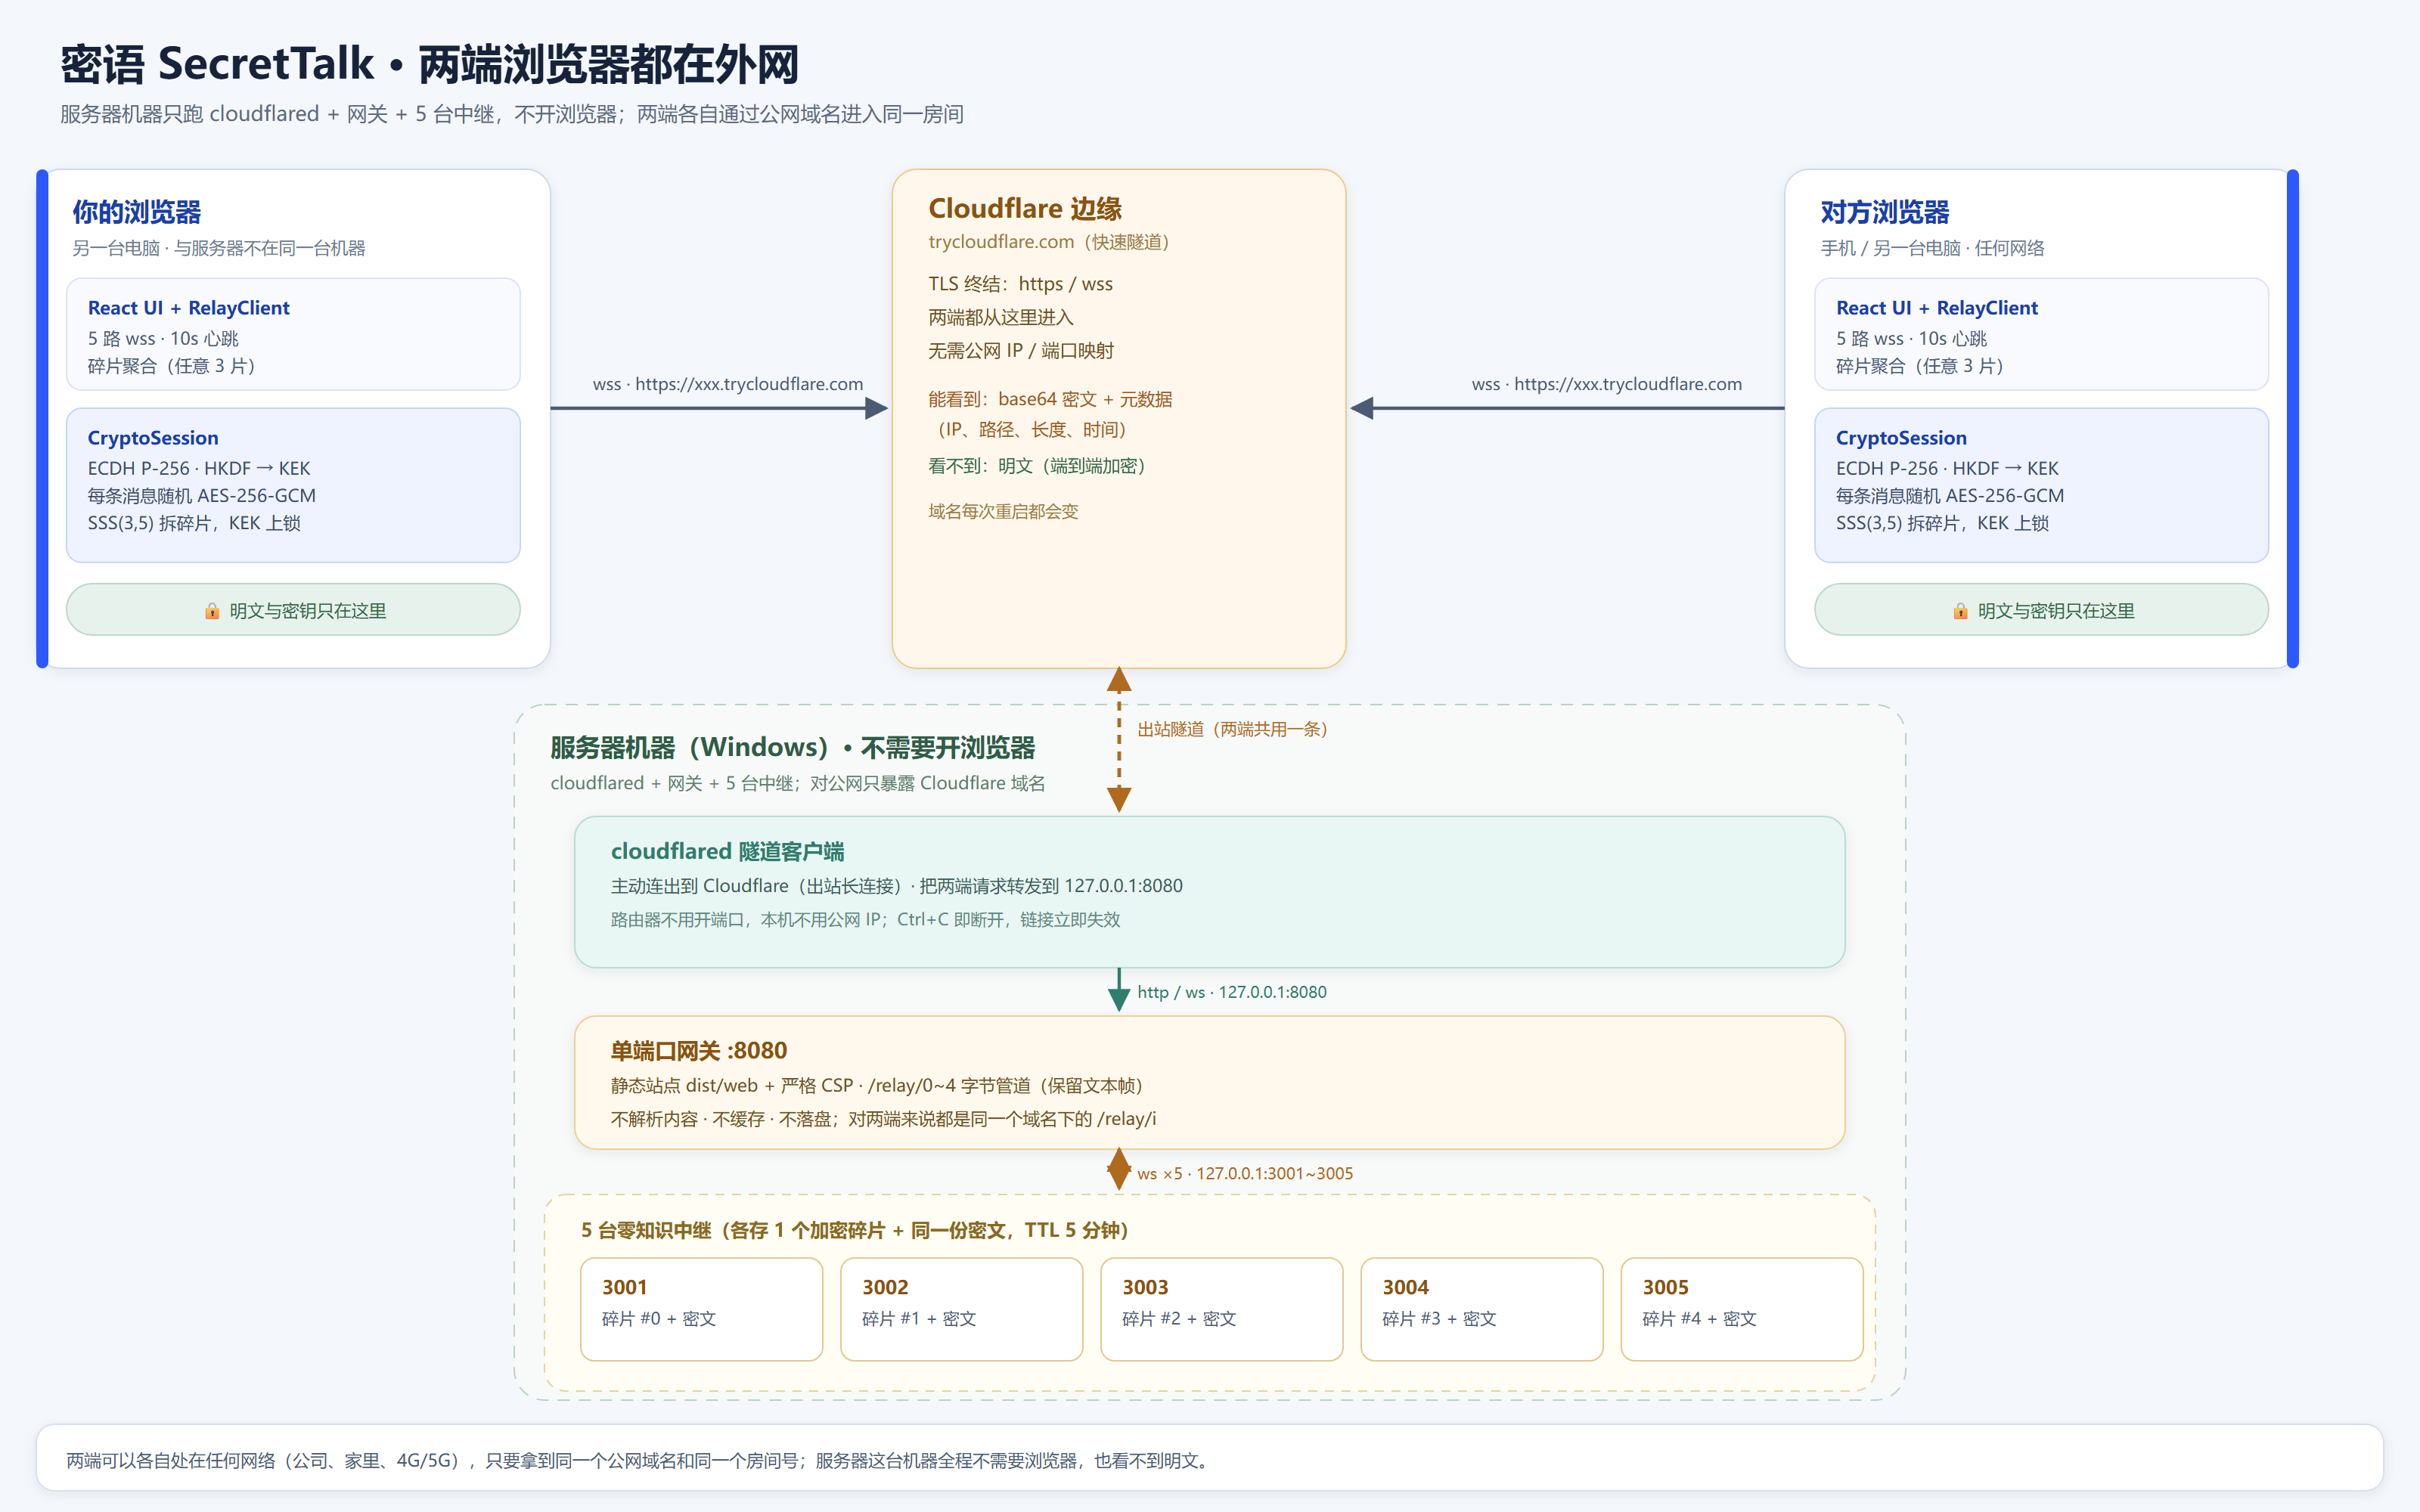 密语 SecretTalk • 两端浏览器都在外网
服务器机器只跑 cloudflared + 网关 + 5 台中继，不开浏览器；两端各自通过公网域名进入同一房间
你的浏览器
另一台电脑 · 与服务器不在同一台机器
React UI + RelayClient
5 路 wss · 10s 心跳
碎片聚合（任意 3 片）
CryptoSession
ECDH P-256 · HKDF → KEK
每条消息随机 AES-256-GCM
SSS(3,5) 拆碎片，KEK 上锁
🔒 明文与密钥只在这里
wss · https://xxx.trycloudflare.com
Cloudflare 边缘
trycloudflare.com（快速隧道）
TLS 终结：https / wss
两端都从这里进入
无需公网 IP / 端口映射
能看到：base64 密文 + 元数据
（IP、路径、长度、时间）
看不到：明文（端到端加密）
域名每次重启都会变
wss · https://xxx.trycloudflare.com
对方浏览器
手机 / 另一台电脑 · 任何网络
React UI + RelayClient
5 路 wss · 10s 心跳
碎片聚合（任意 3 片）
CryptoSession
ECDH P-256 · HKDF → KEK
每条消息随机 AES-256-GCM
SSS(3,5) 拆碎片，KEK 上锁
🔒 明文与密钥只在这里
出站隧道（两端共用一条）
服务器机器（Windows）• 不需要开浏览器
cloudflared + 网关 + 5 台中继；对公网只暴露 Cloudflare 域名
cloudflared 隧道客户端
主动连出到 Cloudflare（出站长连接）· 把两端请求转发到 127.0.0.1:8080
路由器不用开端口，本机不用公网 IP；Ctrl+C 即断开，链接立即失效
http / ws · 127.0.0.1:8080
单端口网关 :8080
静态站点 dist/web + 严格 CSP · /relay/0~4 字节管道（保留文本帧）
不解析内容 · 不缓存 · 不落盘；对两端来说都是同一个域名下的 /relay/i
ws ×5 · 127.0.0.1:3001~3005
5 台零知识中继（各存 1 个加密碎片 + 同一份密文，TTL 5 分钟）
3001
碎片 #0 + 密文
3002
碎片 #1 + 密文
3003
碎片 #2 + 密文
3004
碎片 #3 + 密文
3005
碎片 #4 + 密文
两端可以各自处在任何网络（公司、家里、4G/5G），只要拿到同一个公网域名和同一个房间号；服务器这台机器全程不需要浏览器，也看不到明文。